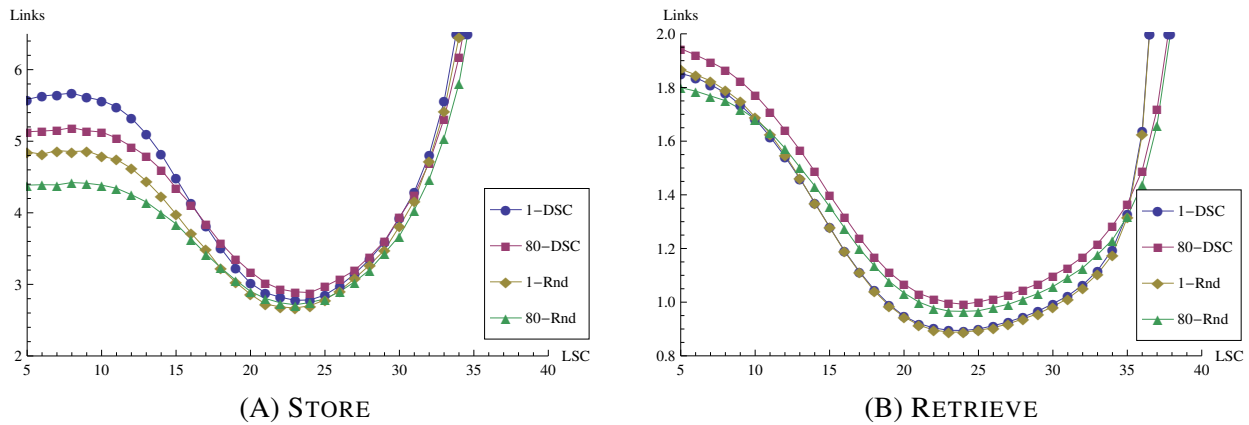 Links
6
5
4
3
2
5 10 15 20 25 30 35 40
LSC
1-DSC
80-DSC
1-Rnd
80-Rnd
(A) STORE
Links
2.0
1.8
1.6
1.4
1.2
1.0
0.8
5 10 15 20 25 30 35 40
LSC
1-DSC
80-DSC
1-Rnd
80-Rnd
(B) RETRIEVE